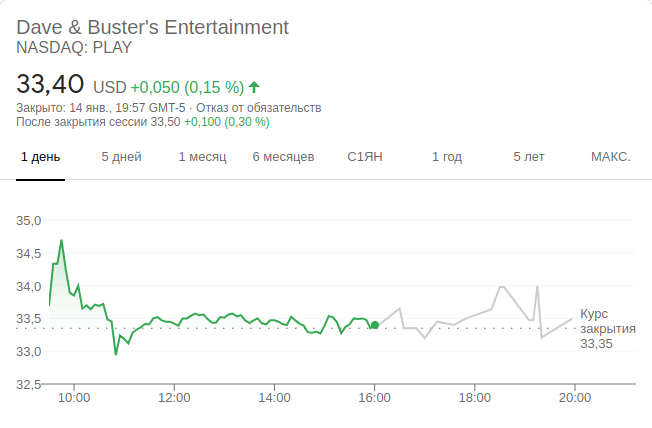 Dave & Buster's Entertainment
NASDAQ: PLAY
33,40 USD +0,050 (0,15 %)
Закрыто: 14 янв., 19:57 GMT-5 · Отказ от обязательств
После закрытия сессии 33,50 +0,100 (0,30 %)
1 день 5 дней 1 месяц 6 месяцев С1ЯН 1 год 5 лет МАКС.
35,0
34,5
34,0
33,5
33,0
32,5
Курс
закрытия
33,35
10:00 12:00 14:00 16:00 18:00 20:00